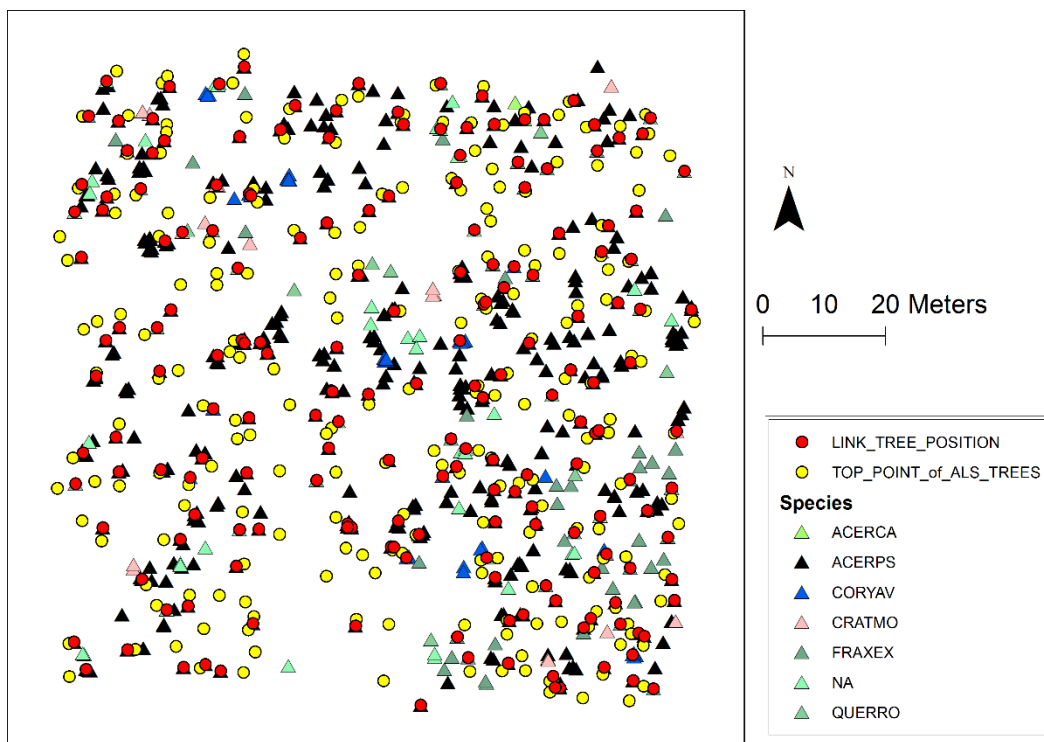 N
0 10 20 Meters
LINK_TREE_POSITION
TOP_POINT_of_ALS_TREES
Species
ACERCA
ACERPS
CORYAV
CRATMO
FRAXEX
NA
QUERRO